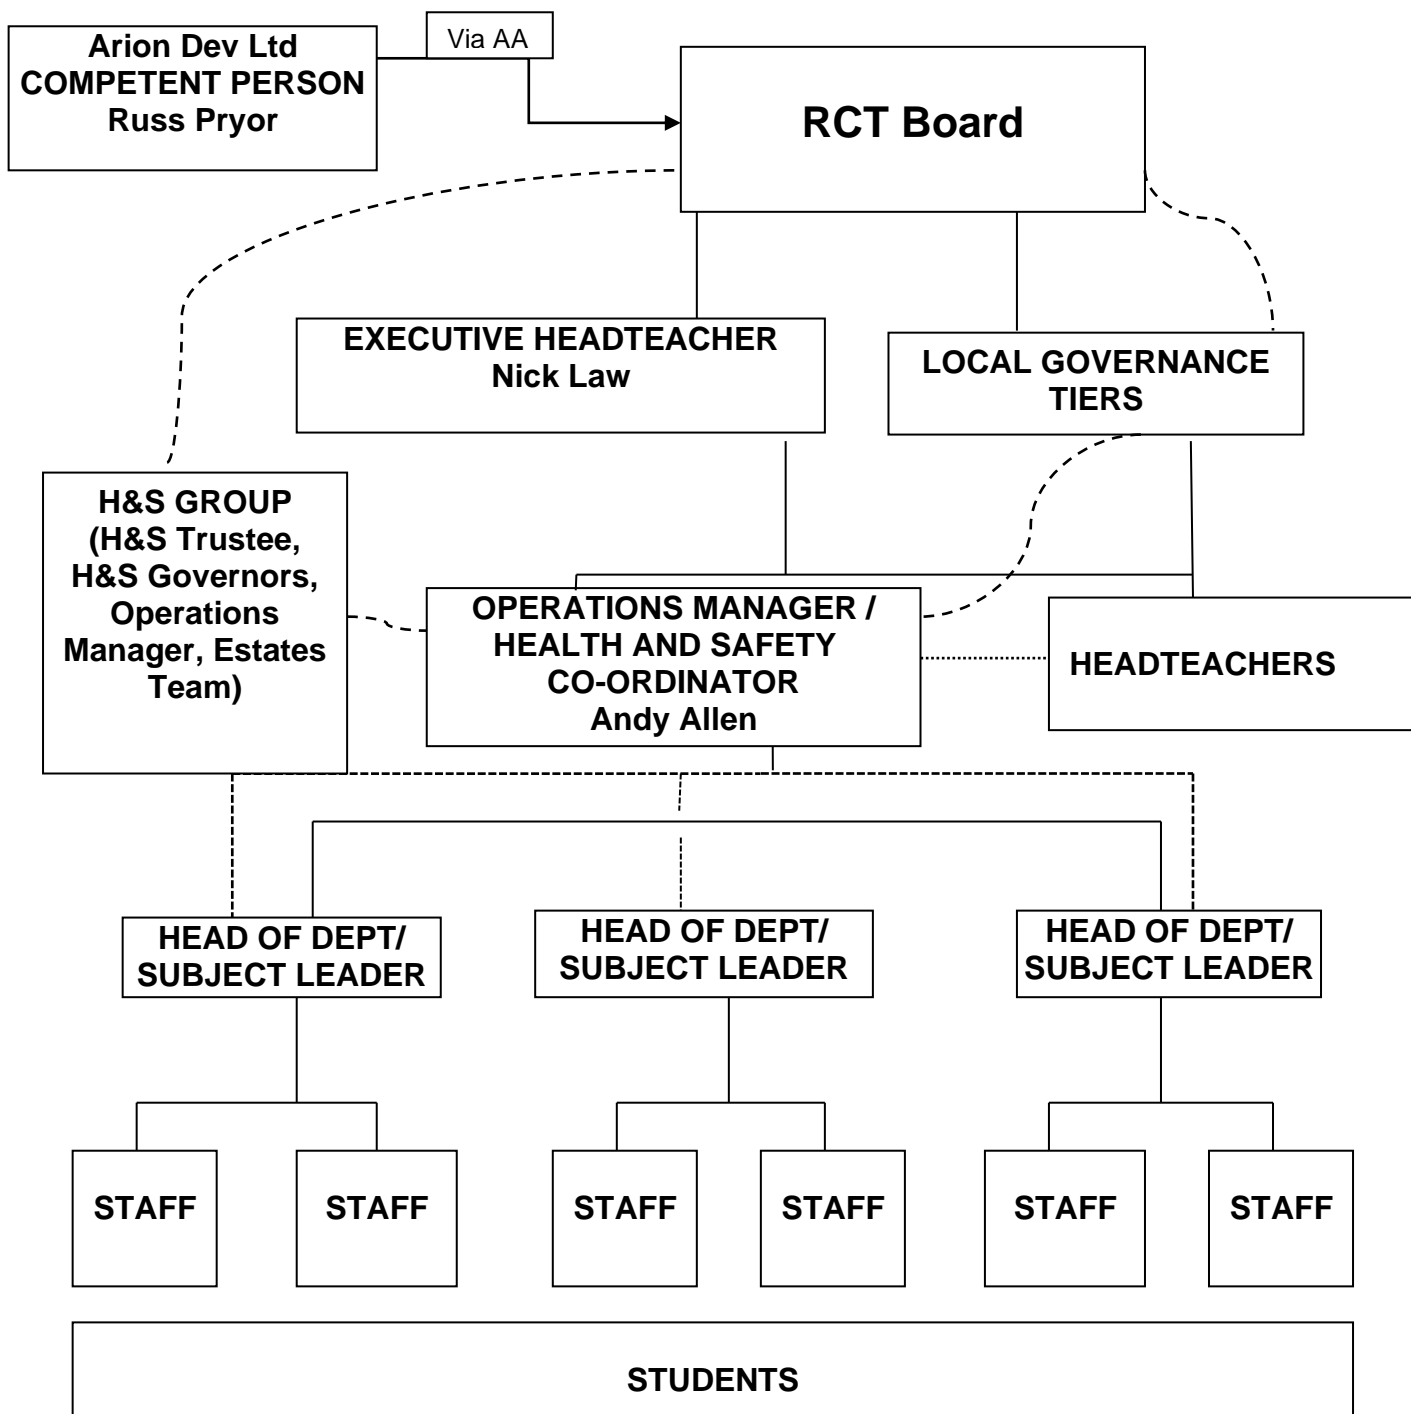 Arion Dev Ltd
COMPETENT PERSON
Russ Pryor
Via AA
RCT Board
EXECUTIVE HEADTEACHER
Nick Law
LOCAL GOVERNANCE
TIERS
H&S GROUP
(H&S Trustee,
H&S Governors,
Operations
Manager, Estates
Team)
OPERATIONS MANAGER /
HEALTH AND SAFETY
CO-ORDINATOR
Andy Allen
HEADTEACHERS
HEAD OF DEPT/
SUBJECT LEADER
HEAD OF DEPT/
SUBJECT LEADER
HEAD OF DEPT/
SUBJECT LEADER
STAFF
STAFF
STAFF
STAFF
STAFF
STAFF
STUDENTS